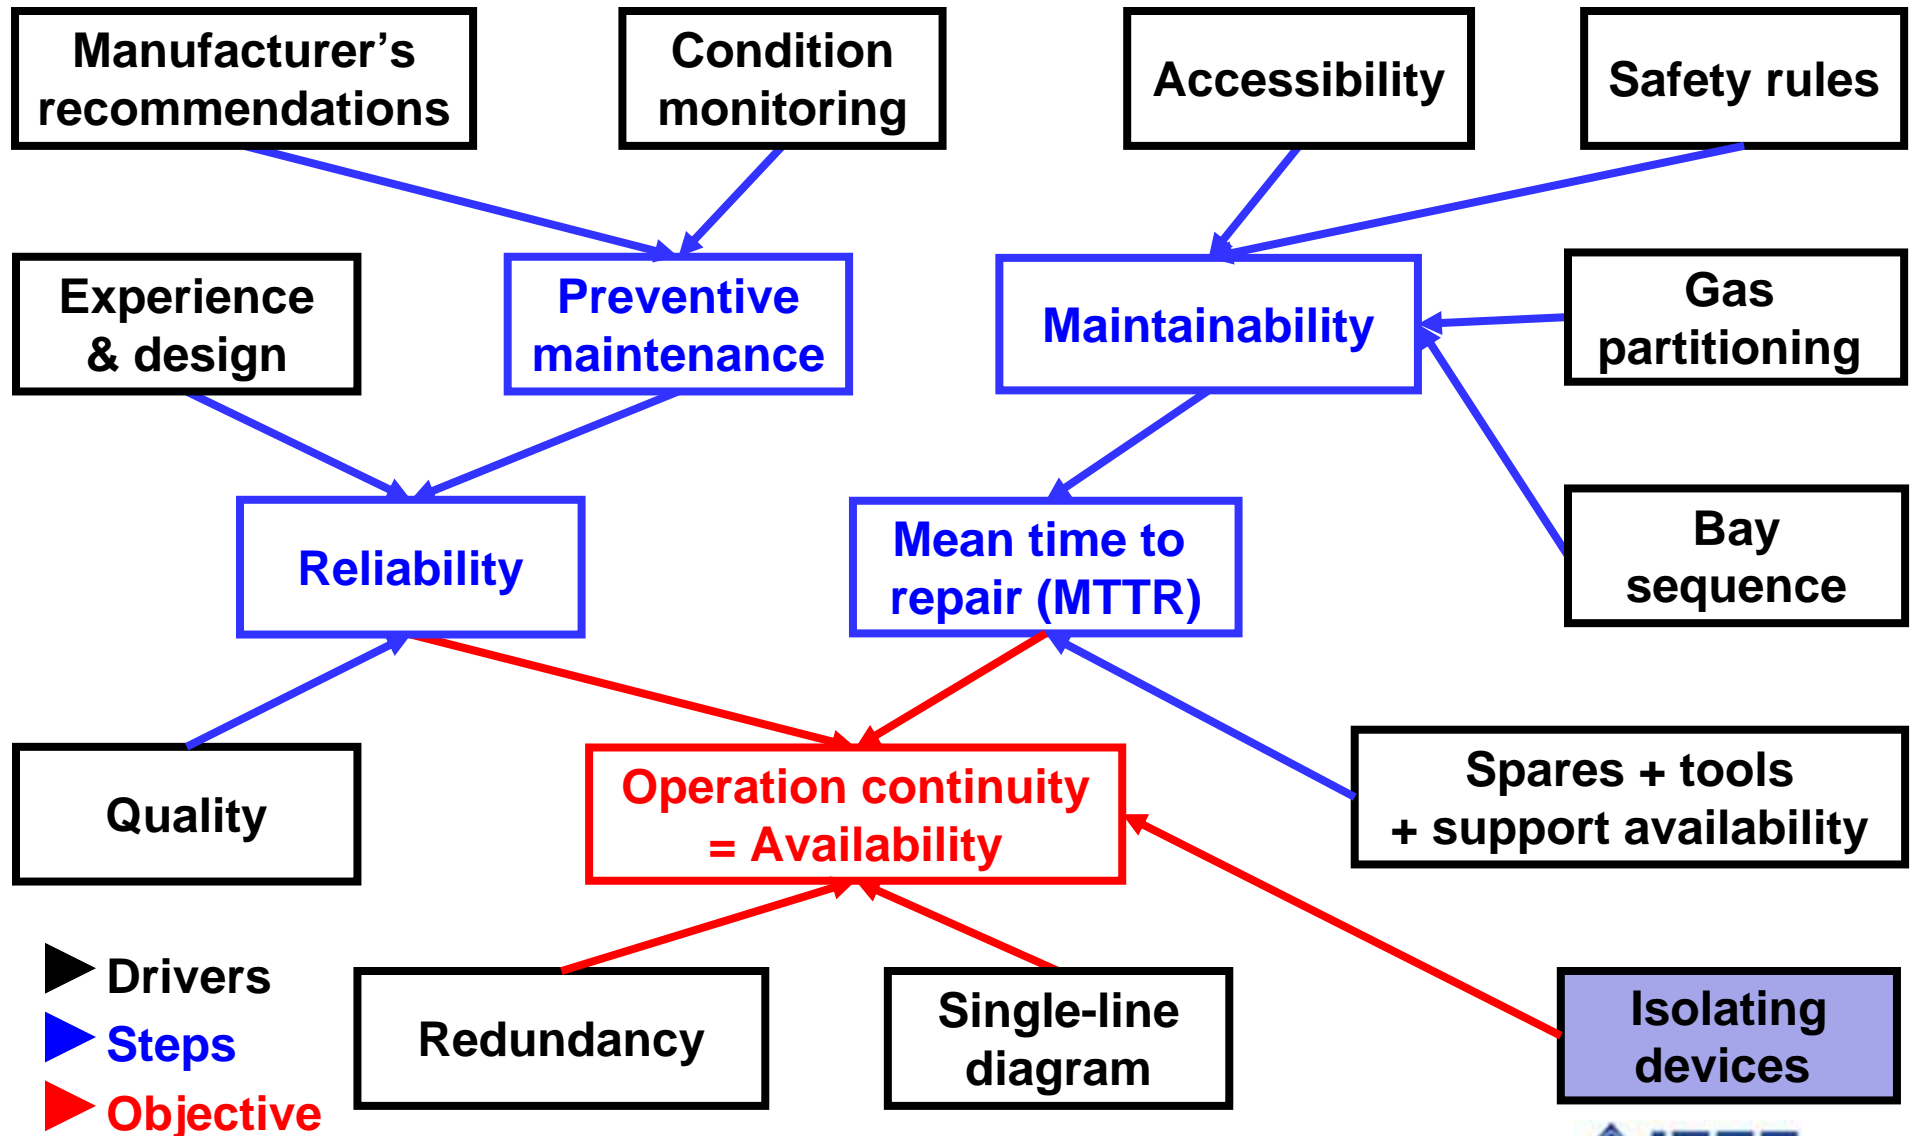 Manufacturer’s
recommendations
Condition
monitoring
Accessibility
Safety rules
Experience
& design
Preventive
maintenance
Maintainability
Gas
partitioning
Reliability
Mean time to
repair (MTTR)
Bay
sequence
Quality
Operation continuity
= Availability
Spares + tools
+ support availability
Drivers
Steps
Objective
Redundancy
Single-line
diagram
Isolating
devices